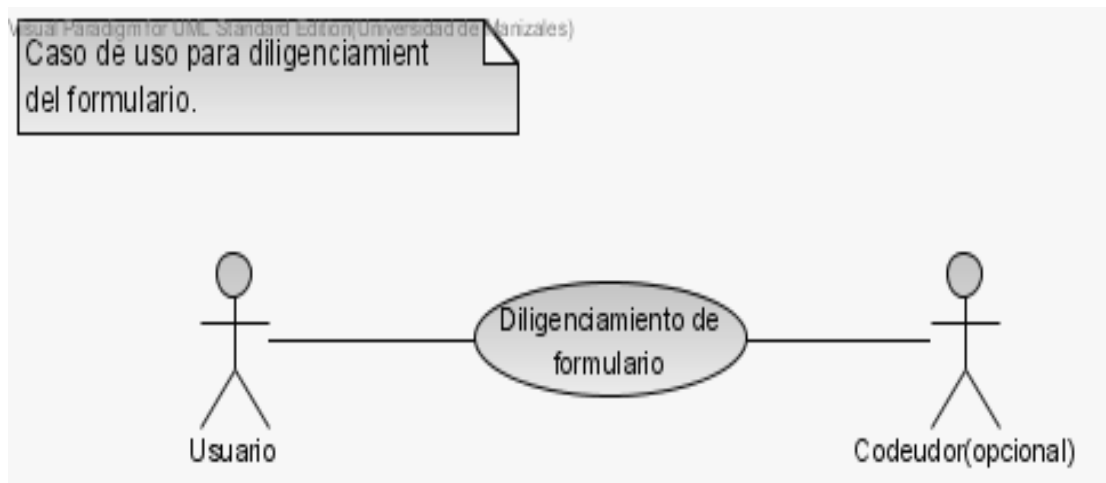 Visual Paradigm for UML Standard Edition(Universidad de Manizales)
Caso de uso para diligenciamient
del formulario.
Diligenciamiento de
formulario
Usuario
Codeudor(opcional)